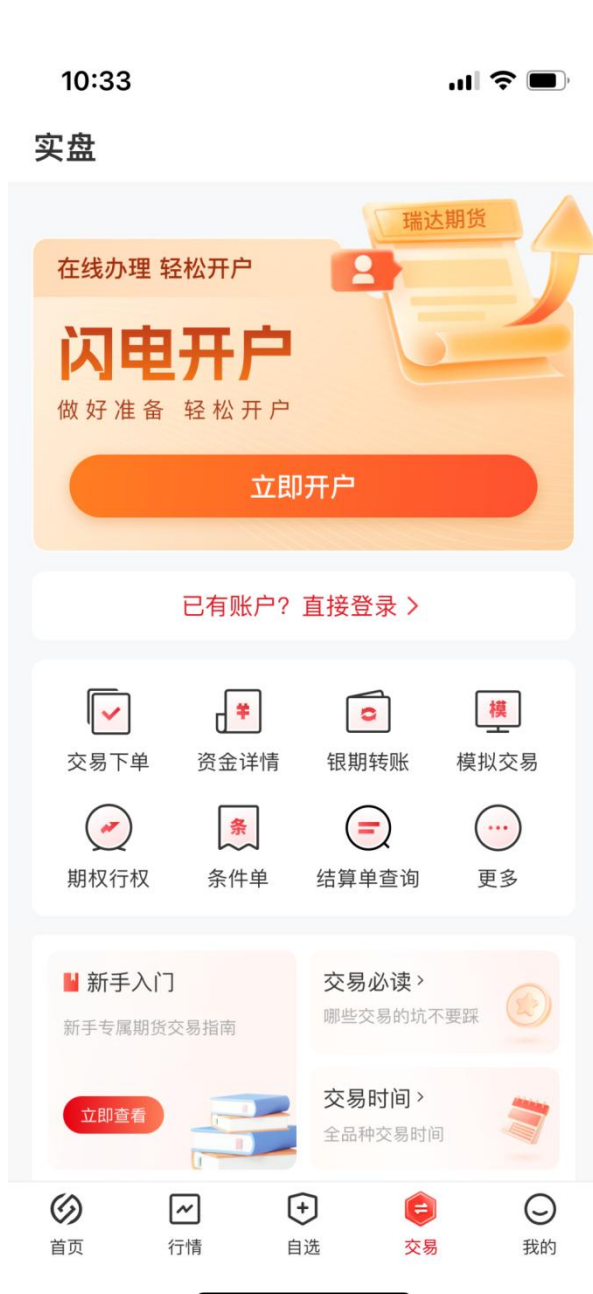 10:33
实盘
瑞达期货
在线办理 轻松开户
闪电开户
做好准备 轻松开户
立即开户
已有账户？直接登录 >
交易下单 资金详情 银期转账 模拟交易
模
条
期权行权 条件单 结算单查询 更多
新手入门
新手专属期货交易指南
立即查看
交易必读 >
哪些交易的坑不要踩
交易时间 >
全品种交易时间
首页 行情 自选 交易 我的